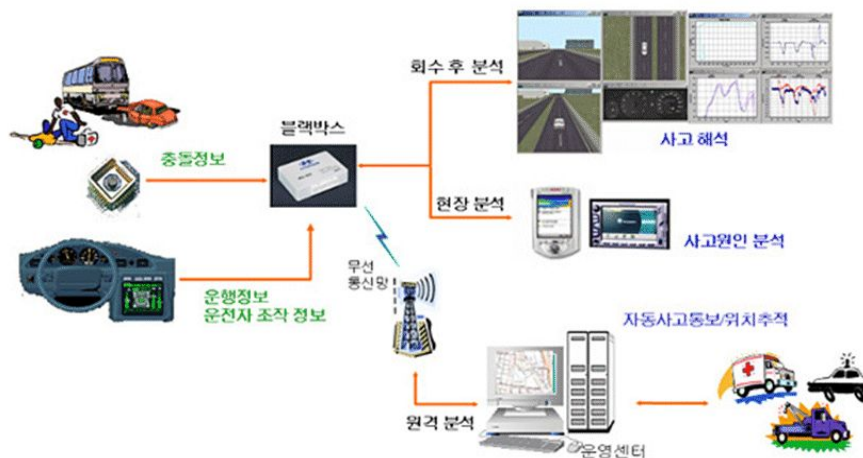 회수 후 분석
블랙박스
사고 해석
충돌정보
현장 분석
사고원인 분석
무선
통신망
운행정보
운전자 조작 정보
자동사고통보/위치추적
원격 분석
운영센터